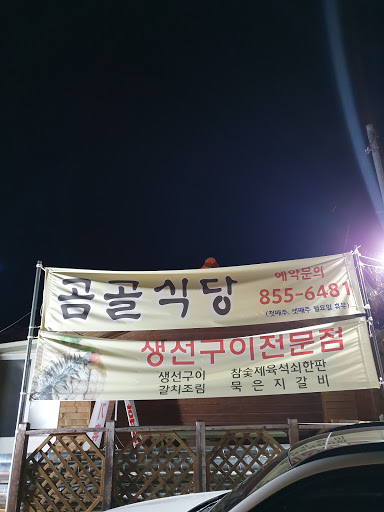 곰골식당
예약문의
855-6481
(첫째주, 셋째주 월요일 휴무)
생선구이전문점
생선구이 참숯제육석쇠한판
갈치조림 묵은지갈비